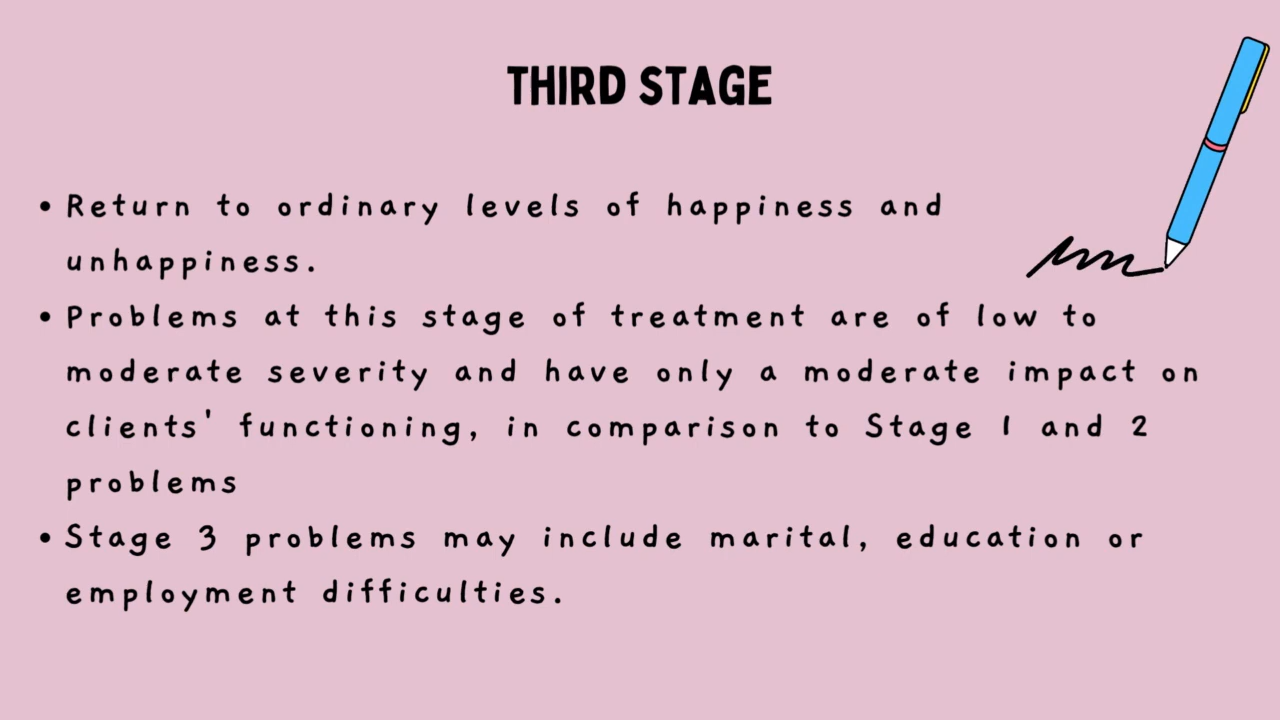 THIRD STAGE
• Return to ordinary levels of happiness and
unhappiness.
• Problems at this stage of treatment are of low to
moderate severity and have only a moderate impact on
clients' functioning, in comparison to Stage 1 and 2
problems
• Stage 3 problems may include marital, education or
employment difficulties.